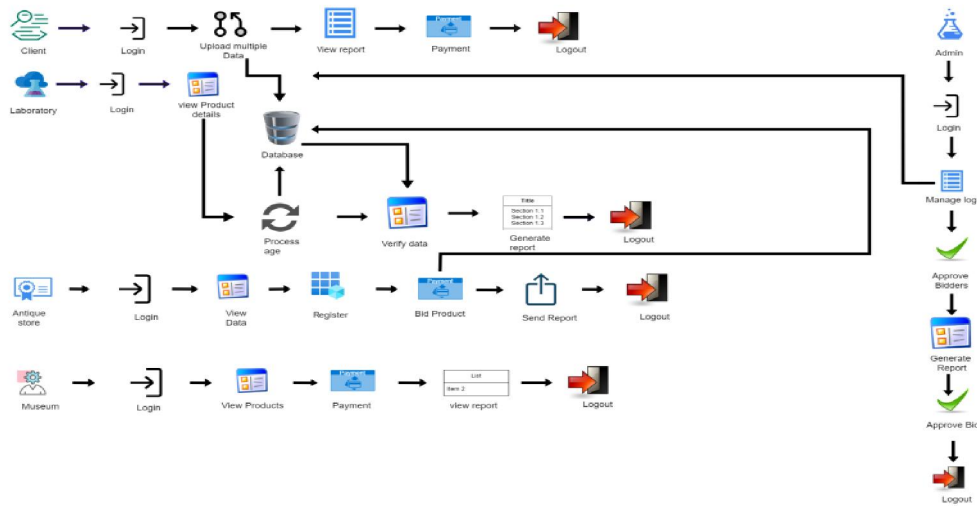 Payment
Client
Login
Upload multiple
Data
View report
Payment
Logout
Admin
Laboratory
Login
view Product
details
Login
Database
Manage log
Title
Section 1.1
Section 1.2
Section 1.3
Process
age
Verify data
Generate
report
Logout
Approve
Bidders
Payment
Antique
store
Login
View
Data
Register
Bid Product
Send Report
Logout
Generate
Report
Payment
List
Item 2
Museum
Login
View Products
Payment
view report
Logout
Approve Bid
Logout